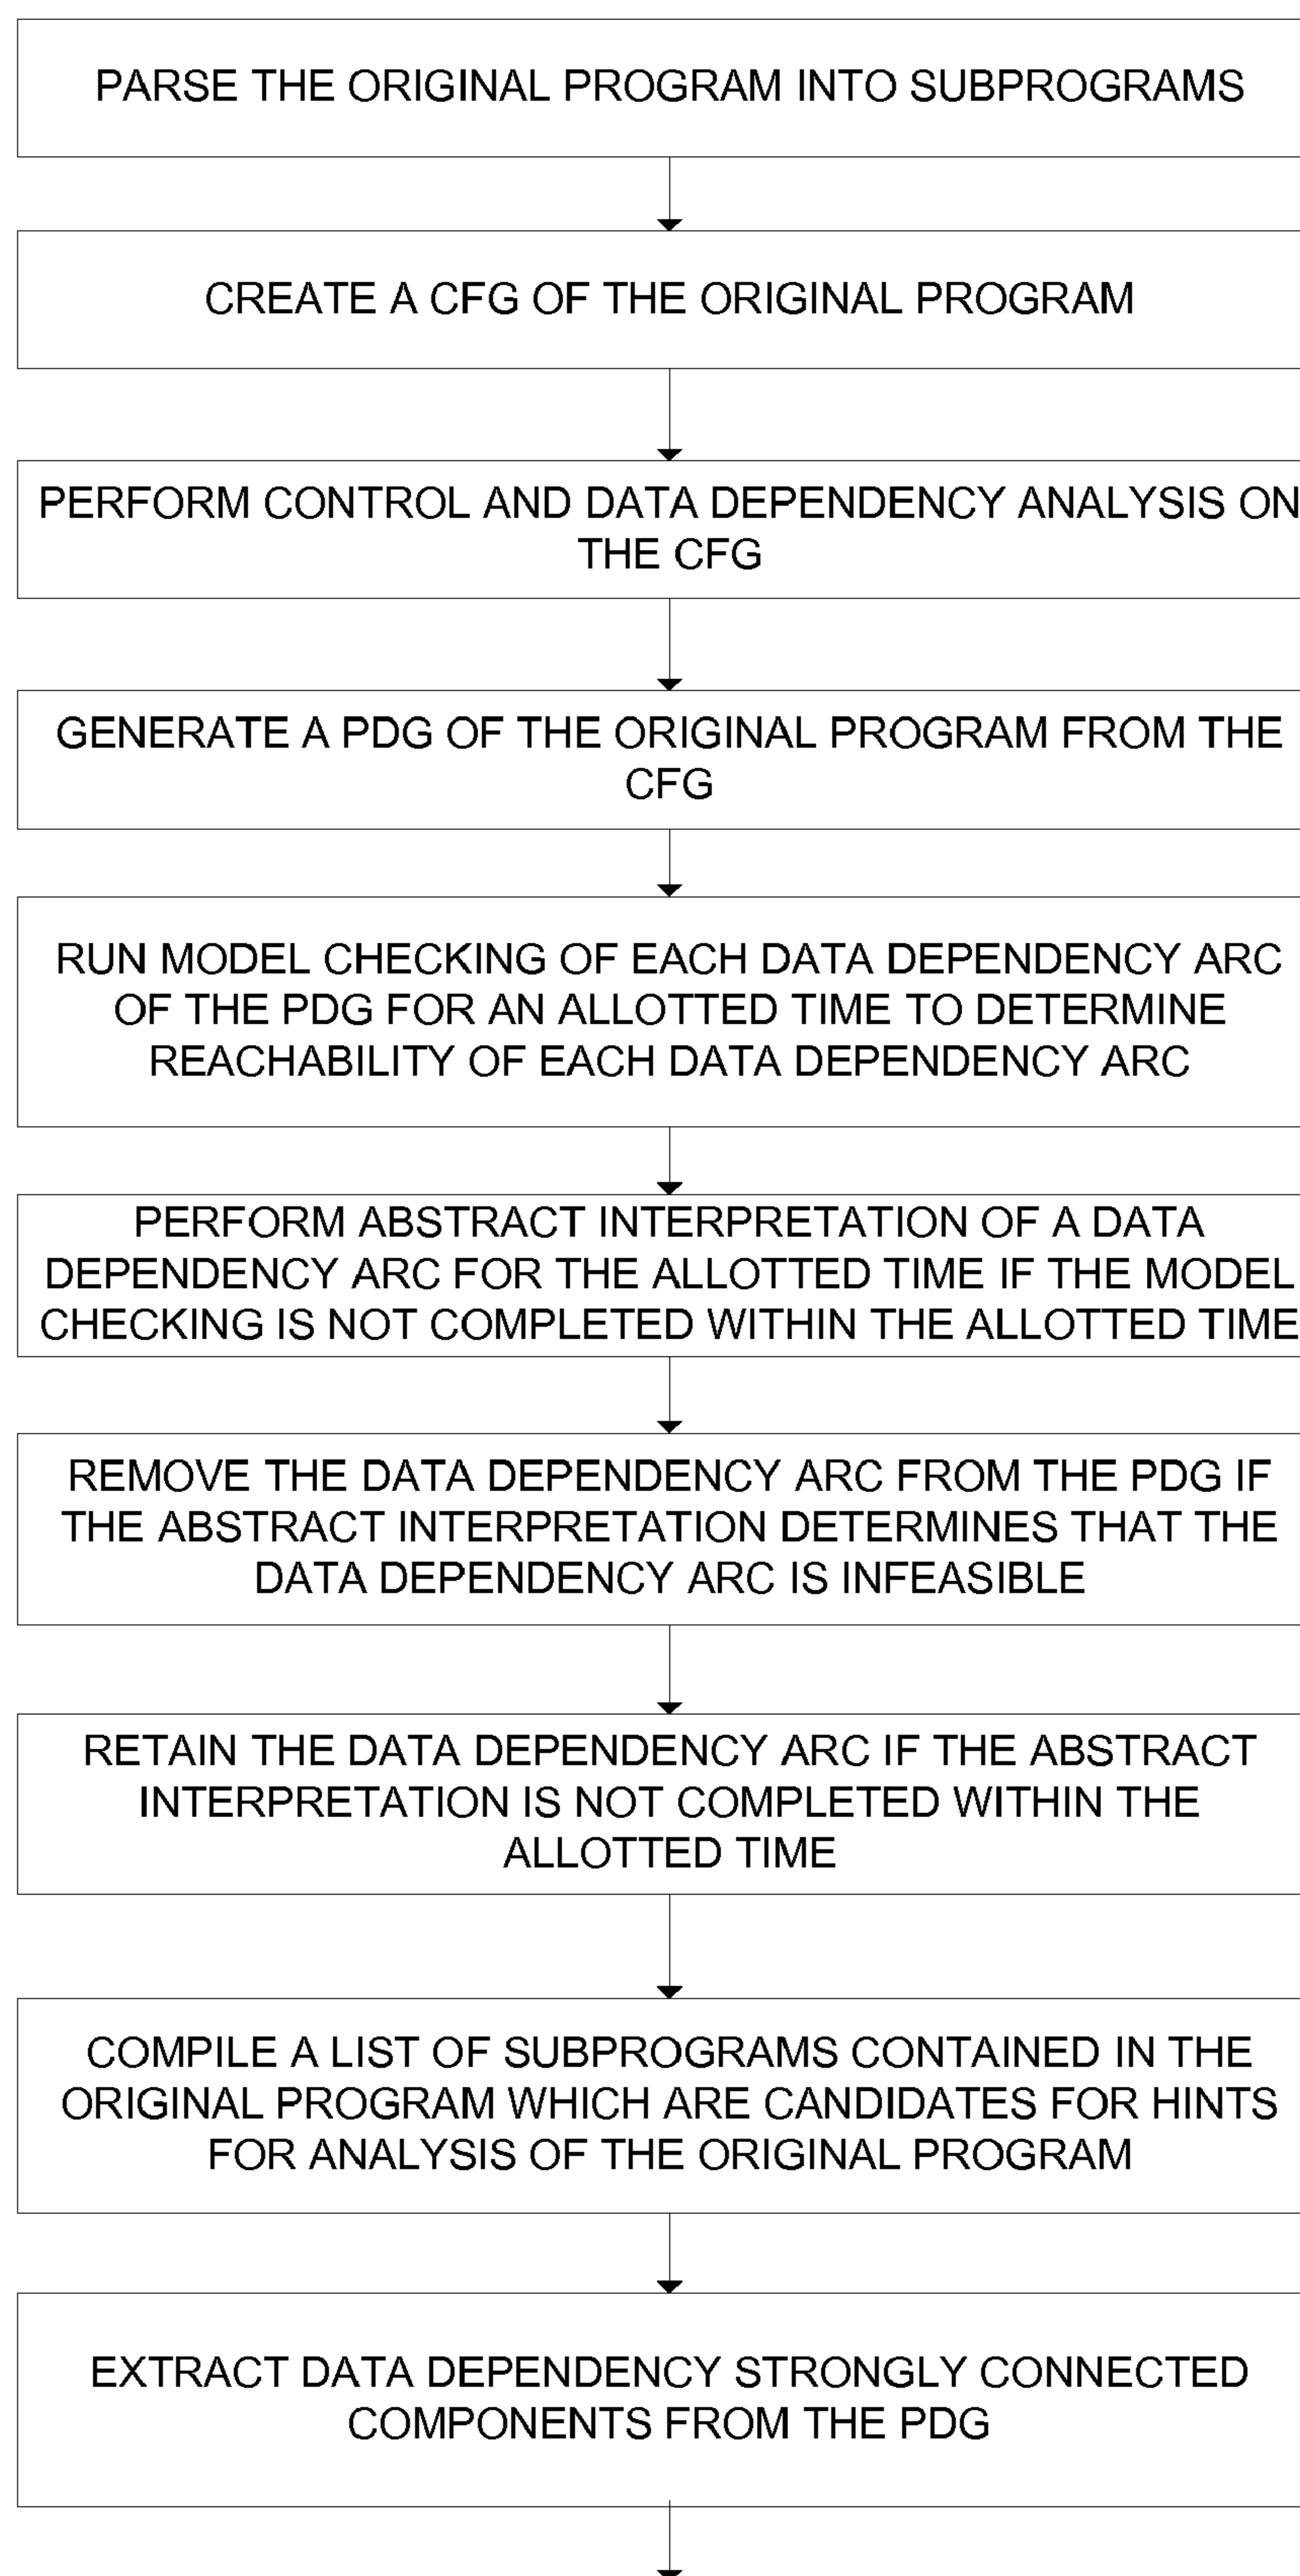 PARSE THE ORIGINAL PROGRAM INTO SUBPROGRAMS
CREATE A CFG OF THE ORIGINAL PROGRAM
PERFORM CONTROL AND DATA DEPENDENCY ANALYSIS ON
THE CFG
GENERATE A PDG OF THE ORIGINAL PROGRAM FROM THE
CFG
RUN MODEL CHECKING OF EACH DATA DEPENDENCY ARC
OF THE PDG FOR AN ALLOTTED TIME TO DETERMINE
REACHABILITY OF EACH DATA DEPENDENCY ARC
PERFORM ABSTRACT INTERPRETATION OF A DATA
DEPENDENCY ARC FOR THE ALLOTTED TIME IF THE MODEL
CHECKING IS NOT COMPLETED WITHIN THE ALLOTTED TIME
REMOVE THE DATA DEPENDENCY ARC FROM THE PDG IF
THE ABSTRACT INTERPRETATION DETERMINES THAT THE
DATA DEPENDENCY ARC IS INFEASIBLE
RETAIN THE DATA DEPENDENCY ARC IF THE ABSTRACT
INTERPRETATION IS NOT COMPLETED WITHIN THE
ALLOTTED TIME
COMPILE A LIST OF SUBPROGRAMS CONTAINED IN THE
ORIGINAL PROGRAM WHICH ARE CANDIDATES FOR HINTS
FOR ANALYSIS OF THE ORIGINAL PROGRAM
EXTRACT DATA DEPENDENCY STRONGLY CONNECTED
COMPONENTS FROM THE PDG